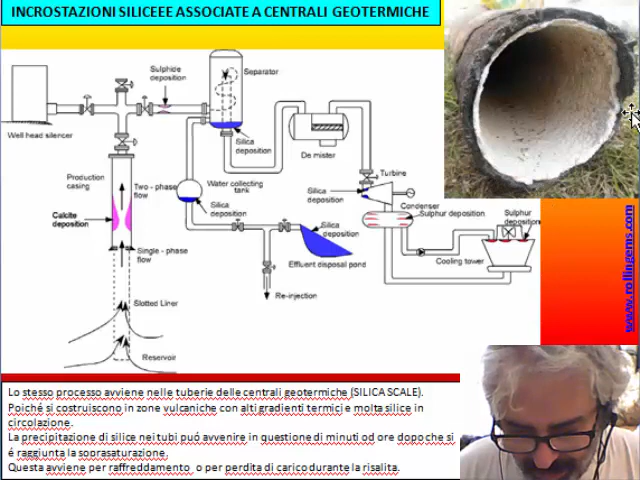 INCROSTAZIONI SILICEEE ASSOCIATE A CENTRALI GEOTERMICHE
Sulphide
deposition
Separator
Well head silencer
Silica
deposition
De mister
Production
casing
Two - phase
flow
Water collecting
tank
Turbine
Silica
deposition
Calcite
deposition
Silica
deposition
Condenser
Sulphur deposition
Sulphur
deposition
Silica
deposition
Single - phase
flow
Effluent disposal pond
Cooling tower
Re-injection
Slotted Liner
Reservoir
www.rollingems.com
Lo stesso processo avviene nelle tuberie delle centrali geotermiche (SILICA SCALE).
Poiché si costruiscono in zone vulcaniche con alti gradienti termici e molta silice in
circolazione.
La precipitazione di silice nei tubi puó avvenire in questione di minuti od ore dopo che si
é raggiunta la soprasaturazione.
Questa avviene per raffreddamento o per perdita di carico durante la risalita.